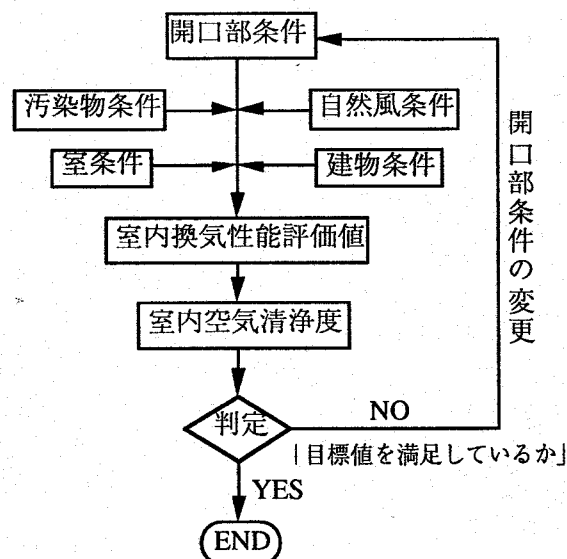 開口部条件
汚染物条件
自然風条件
室条件
建物条件
室内換気性能評価値
室内空気清浄度
判定
NO
「目標値を満足しているか」
YES
END
開口部条件の変更